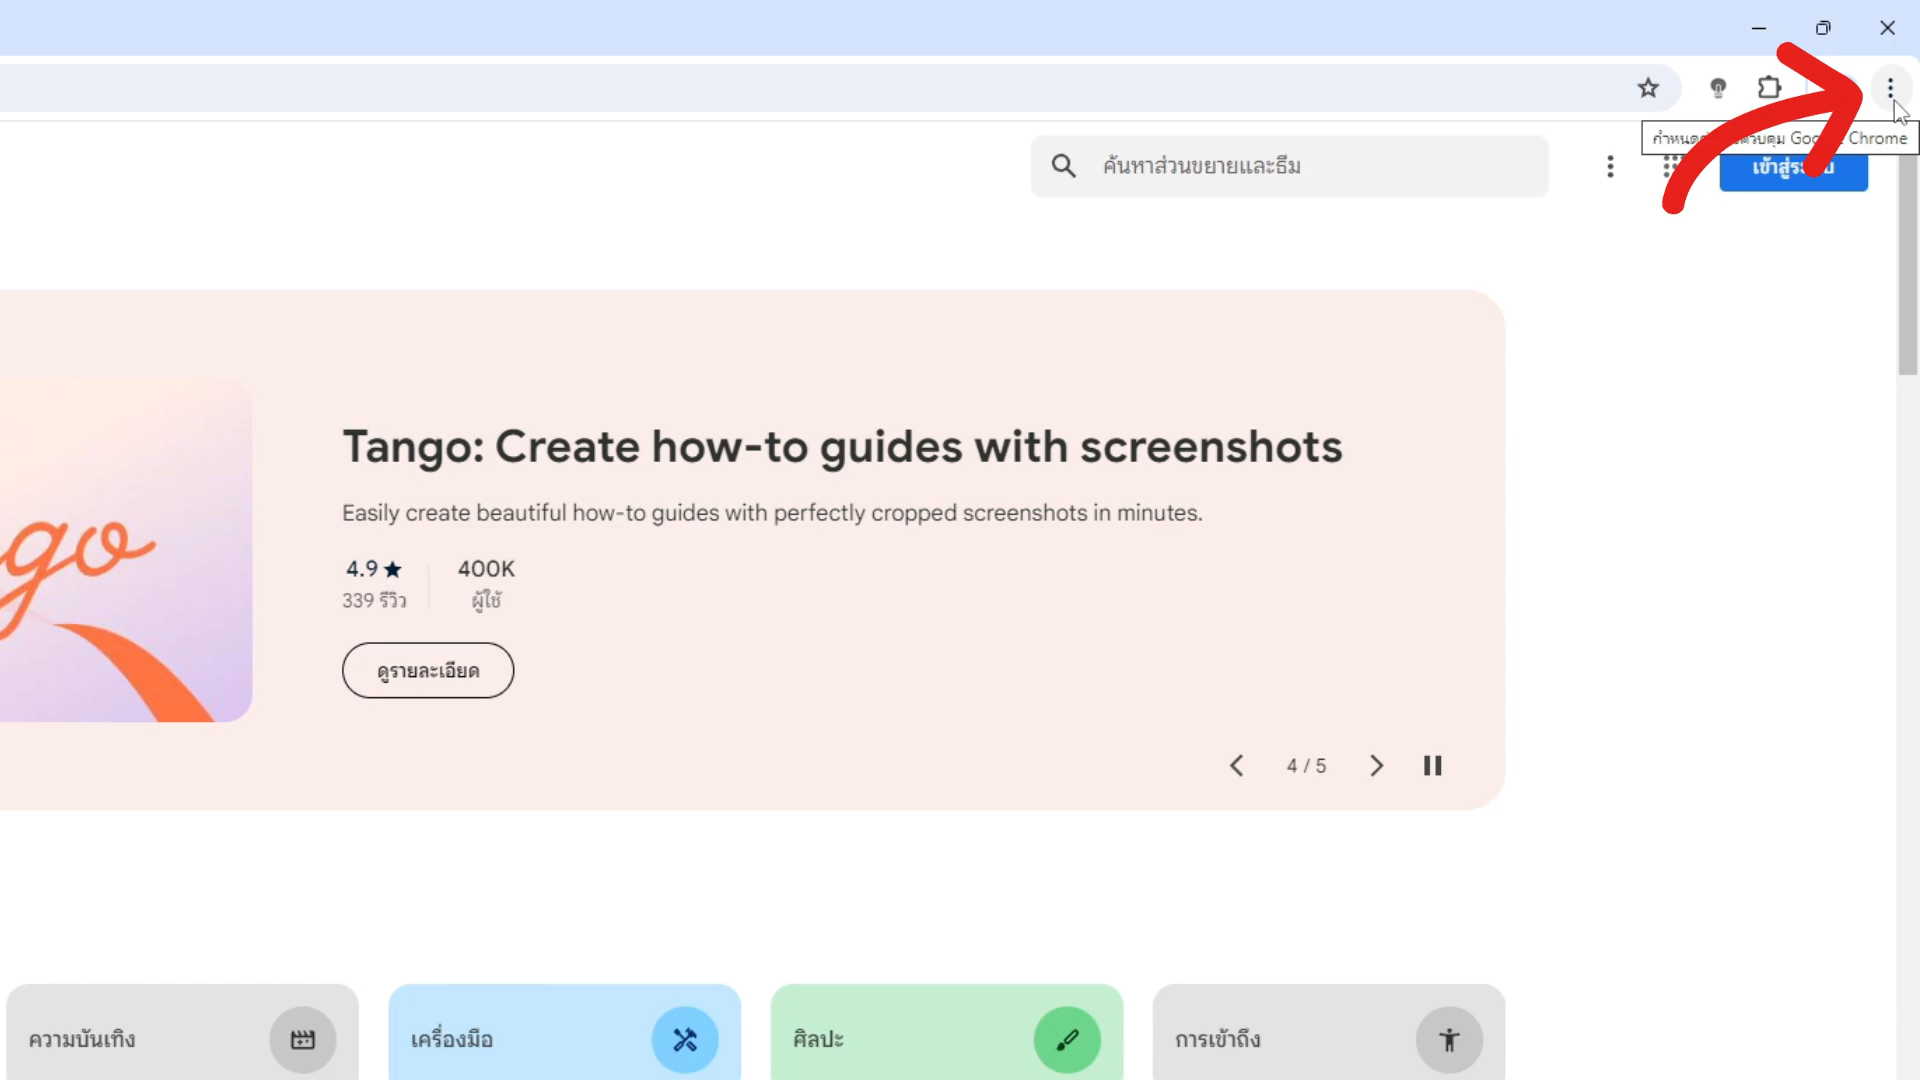 ค้นหาส่วนขยายและธีม
Chrome
go
Tango: Create how-to guides with screenshots
Easily create beautiful how-to guides with perfectly cropped screenshots in minutes.
4.9★ 400K
339 รีวิว ผู้ใช้
ดูรายละเอียด
4 / 5
ความบันเทิง เครื่องมือ ศิลปะ การเข้าถึง